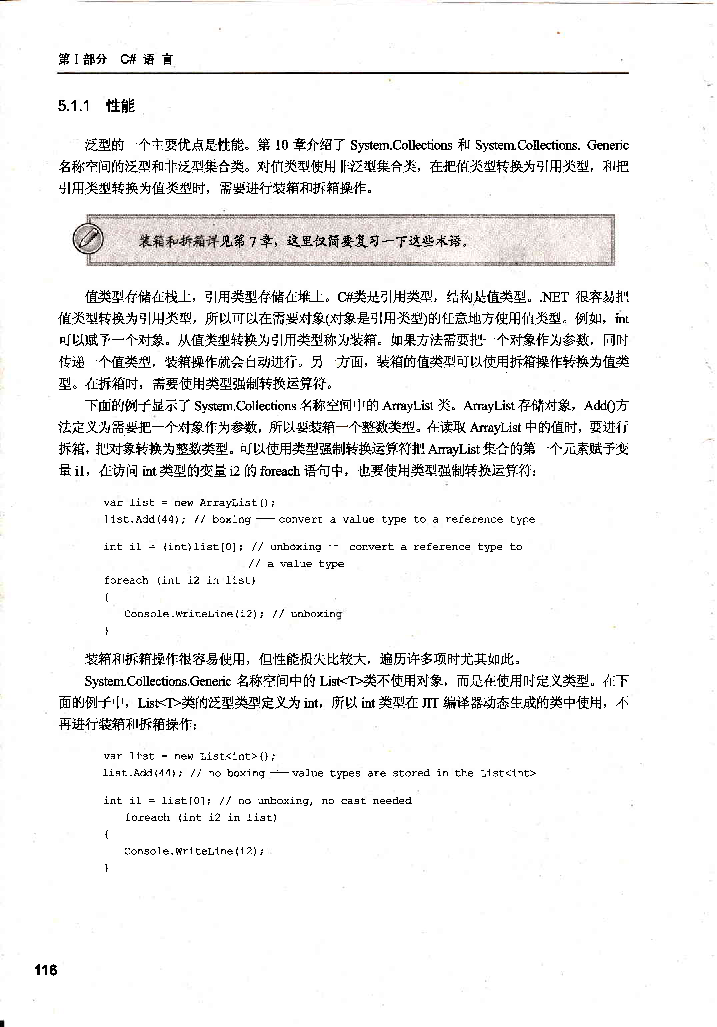 第Ⅰ部分 C# 语 言
5.1.1 性能
泛型的一个主要优点是性能。第 10 章介绍了 System.Collections 和 System.Collections. Generic
名称空间的泛型和非泛型集合类。对值类型使用非泛型集合类，在把值类型转换为引用类型，和把
引用类型转换为值类型时，需要进行装箱和拆箱操作。
装箱和拆箱详见第 7 章，这里仅简要复习一下这些术语。
值类型存储在栈上，引用类型存储在堆上。C#类是引用类型，结构是值类型。.NET 很容易把
值类型转换为引用类型，所以可以在需要对象(对象是引用类型)的任意地方使用值类型。例如，int
可以赋予一个对象。从值类型转换为引用类型称为装箱。如果方法需要把一个对象作为参数，同时
传递一个值类型，装箱操作就会自动进行。另一方面，装箱的值类型可以使用拆箱操作转换为值类
型。在拆箱时，需要使用类型强制转换运算符。
下面的例子显示了 System.Collections 名称空间中的 ArrayList 类。ArrayList 存储对象，Add()方
法定义为需要把一个对象作为参数，所以要装箱一个整数类型。在读取 ArrayList 中的值时，要进行
拆箱，把对象转换为整数类型。可以使用类型强制转换运算符把 ArrayList 集合的第一个元素赋予变
量 i1，在访问 int 类型的变量 i2 的 foreach 语句中，也要使用类型强制转换运算符：
var list = new ArrayList();
list.Add(44); // boxing — convert a value type to a reference type
int i1 = (int)list[0]; // unboxing — convert a reference type to
// a value type
foreach (int i2 in list)
{
Console.WriteLine(i2); // unboxing
}
装箱和拆箱操作很容易使用，但性能损失比较大，遍历许多项时尤其如此。
System.Collections.Generic 名称空间中的 List<T>类不使用对象，而是在使用时定义类型。在下
面的例子中，List<T>类的泛型类型定义为 int，所以 int 类型在 JIT 编译器动态生成的类中使用，不
再进行装箱和拆箱操作：
var list = new List<int>();
list.Add(44); // no boxing — value types are stored in the List<int>
int i1 = list[0]; // no unboxing, no cast needed
foreach (int i2 in list)
{
Console.WriteLine(i2);
}
116